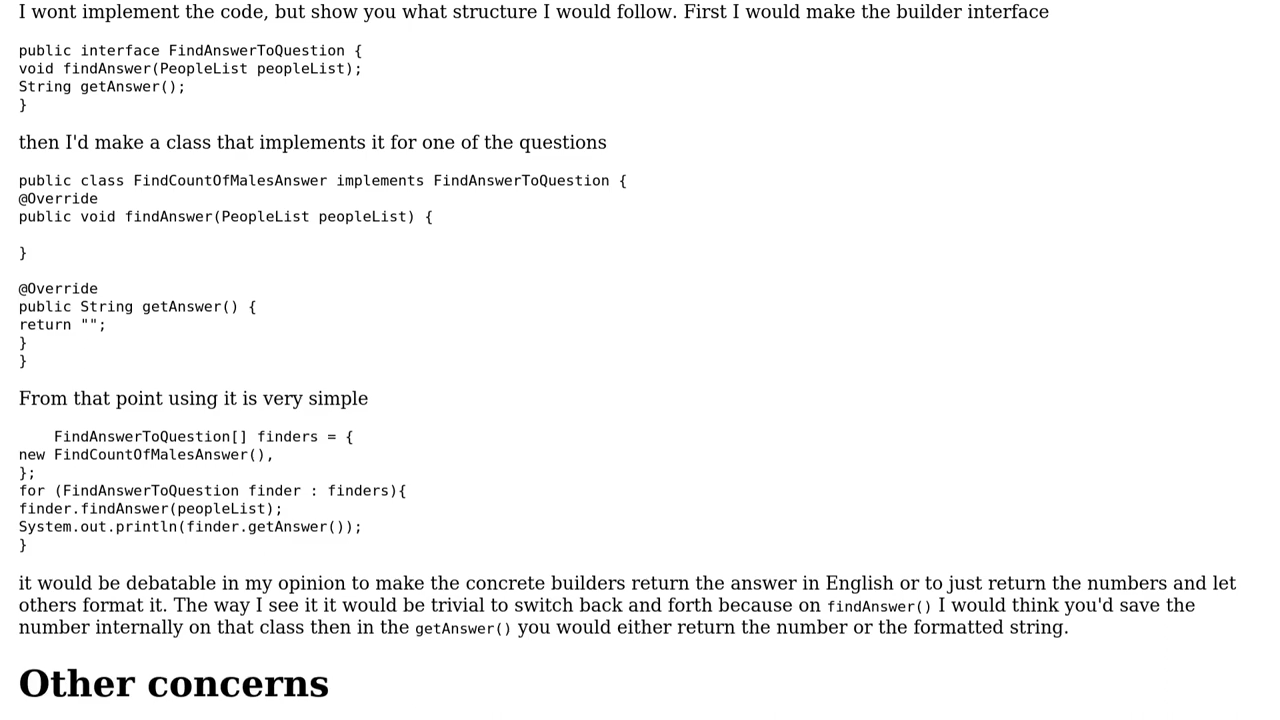 I wont implement the code, but show you what structure I would follow. First I would make the builder interface
public interface FindAnswerToQuestion {
void findAnswer(PeopleList peopleList);
String getAnswer();
}
then I'd make a class that implements it for one of the questions
public class FindCountOfMalesAnswer implements FindAnswerToQuestion {
@Override
public void findAnswer(PeopleList peopleList) {
}
@Override
public String getAnswer() {
return "";
}
}
From that point using it is very simple
FindAnswerToQuestion[] finders = {
new FindCountOfMalesAnswer(),
};
for (FindAnswerToQuestion finder : finders){
finder.findAnswer(peopleList);
System.out.println(finder.getAnswer());
}
it would be debatable in my opinion to make the concrete builders return the answer in English or to just return the numbers and let
others format it. The way I see it it would be trivial to switch back and forth because on findAnswer() I would think you'd save the
number internally on that class then in the getAnswer() you would either return the number or the formatted string.
Other concerns